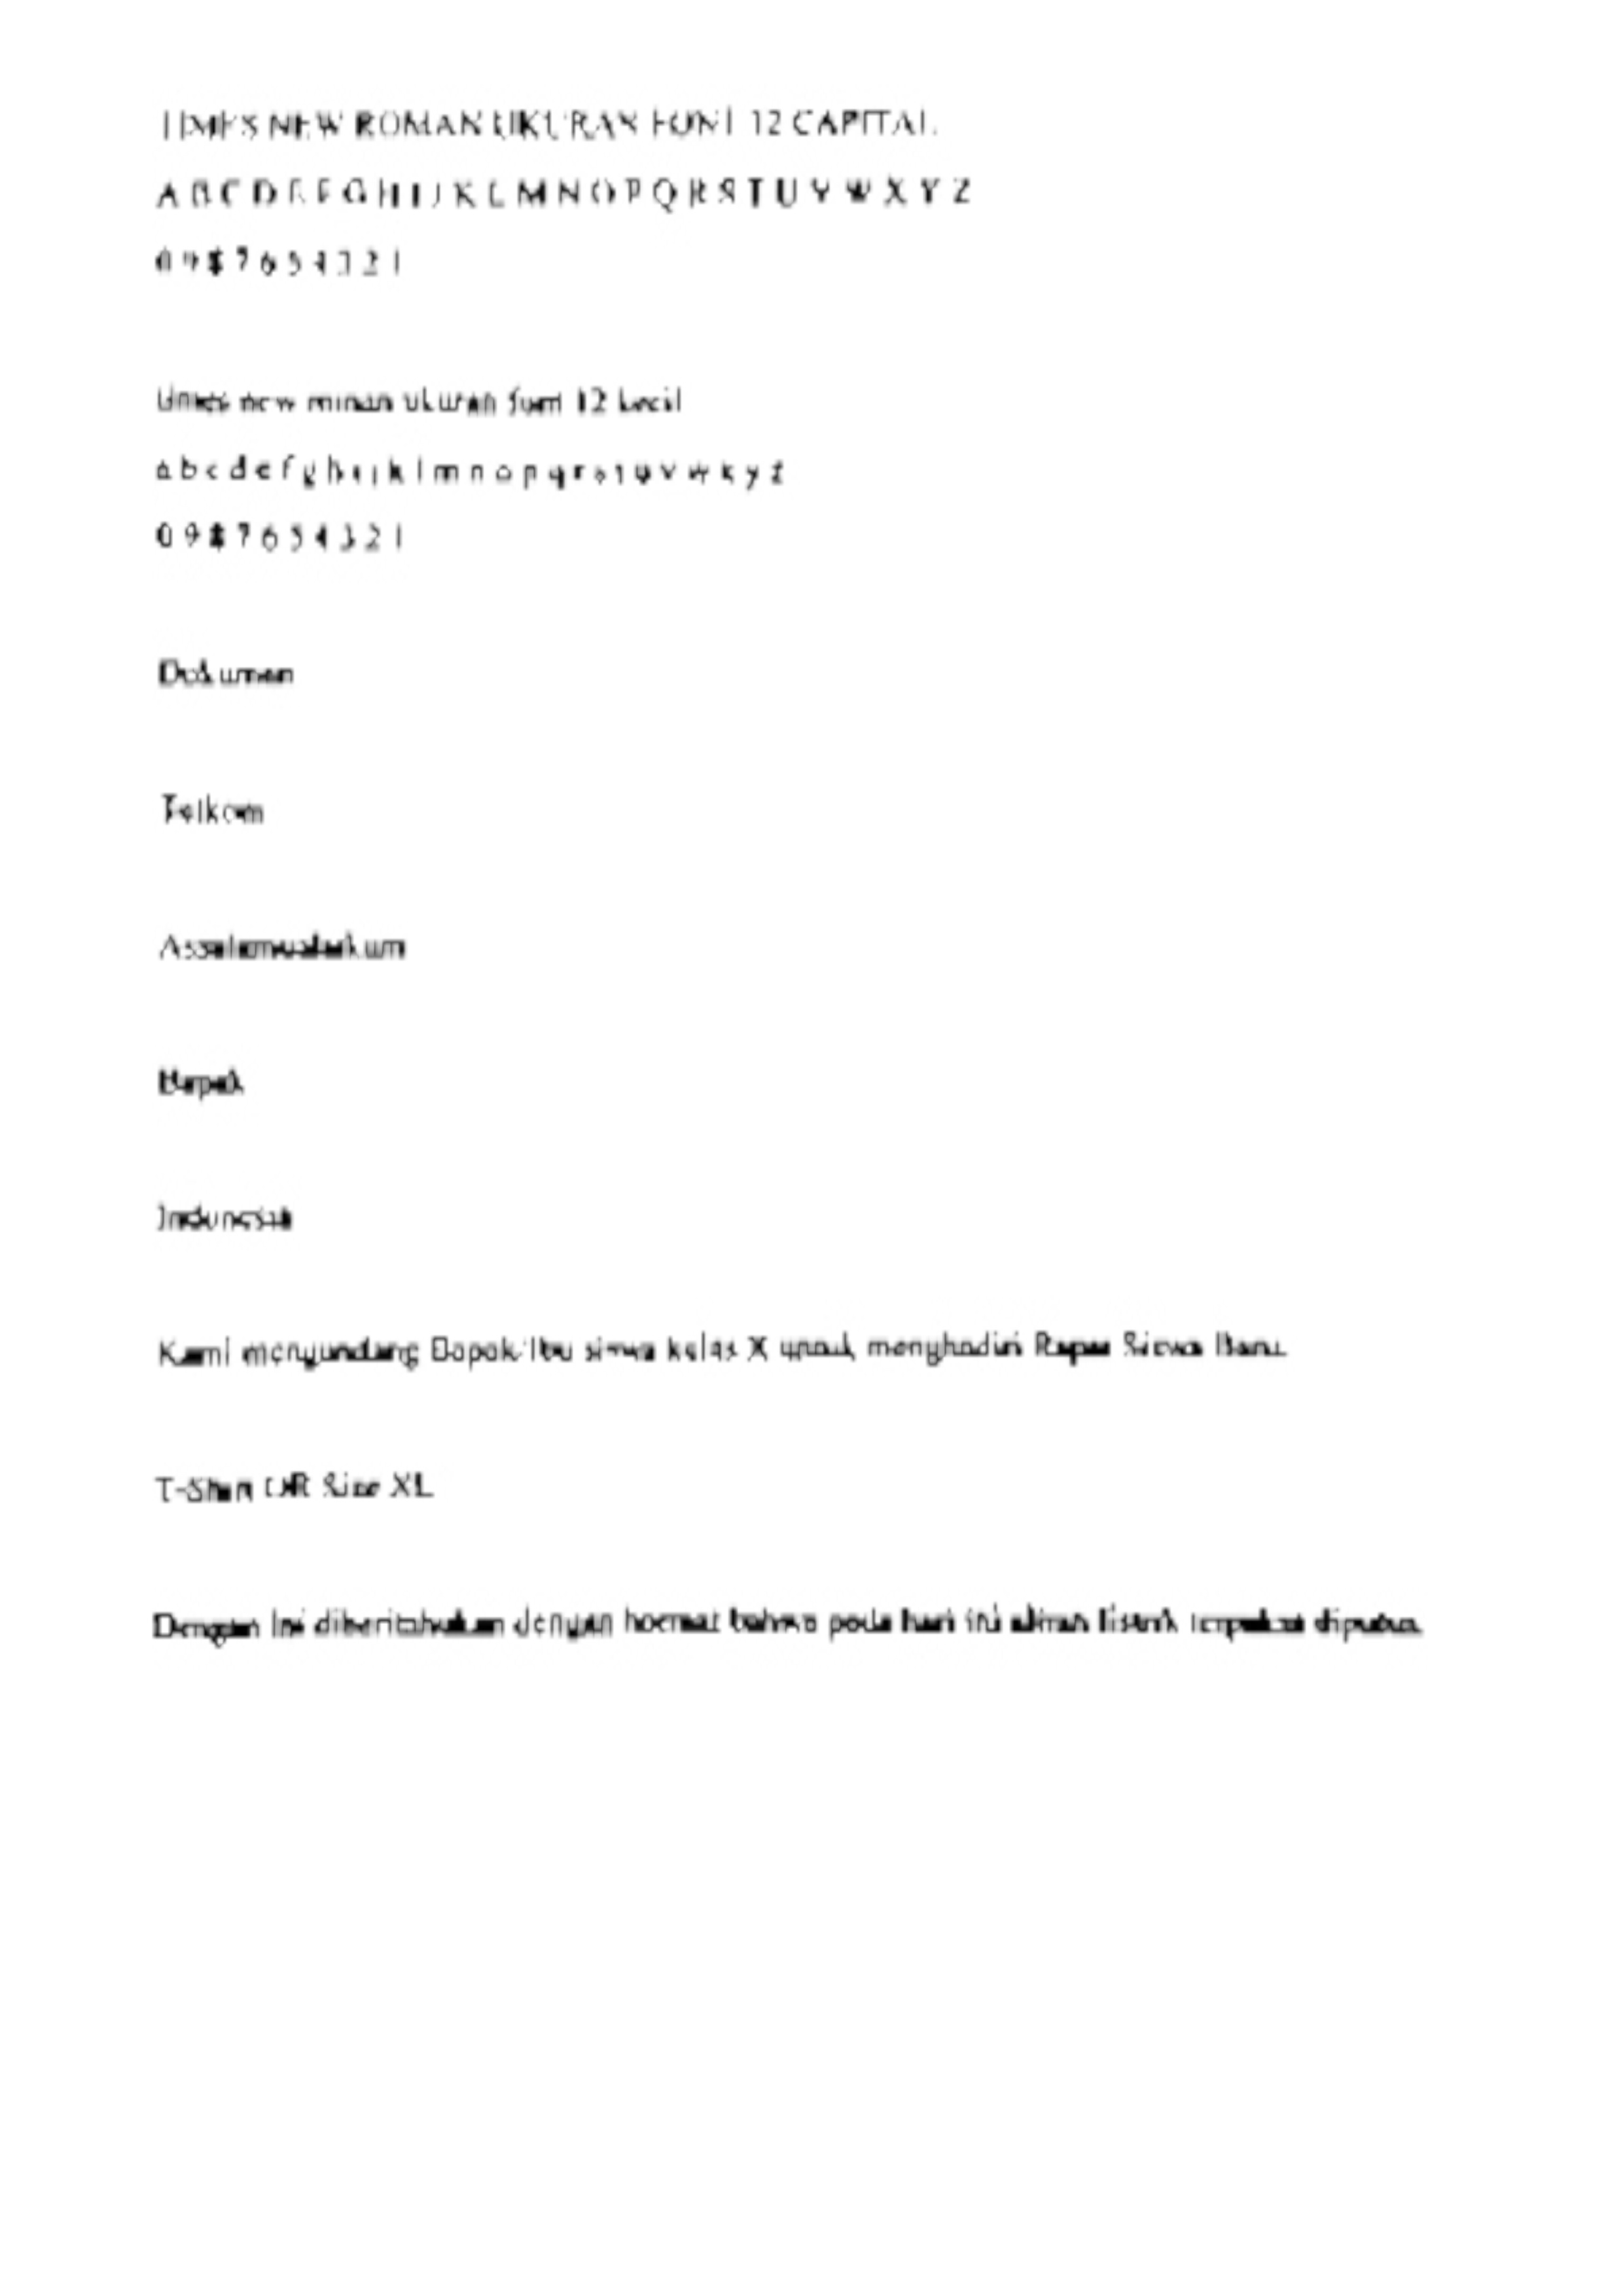 TIMES NEW ROMAN UKURAN FONT 12 CAPITAL
A B C D E F G H I J K L M N O P Q R S T U V W X Y Z
0 9 8 7 6 5 4 3 2 1
times new roman ukuran font 12 kecil
a b c d e f g h i j k l m n o p q r s t u v w x y z
0 9 8 7 6 5 4 3 2 1
Dokumen
Telkom
Assalamualaikum
Bapak
Indonesia
Kami mengundang Bapak/Ibu siswa kelas X untuk menghadiri Rapat Siswa Baru.
T-Shirt Size XL
Dengan Ini diberitahukan dengan hormat bahwa pada hari ini aliran listrik terpaksa diputus.